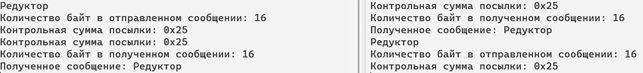 Редуктор
Количество байт в отправленном сообщении: 16
Контрольная сумма посылки: 0x25
Контрольная сумма посылки: 0x25
Количество байт в полученном сообщении: 16
Полученное сообщение: Редуктор
Контрольная сумма посылки: 0x25
Количество байт в полученном сообщении: 16
Полученное сообщение: Редуктор
Редуктор
Количество байт в отправленном сообщении: 16
Контрольная сумма посылки: 0x25